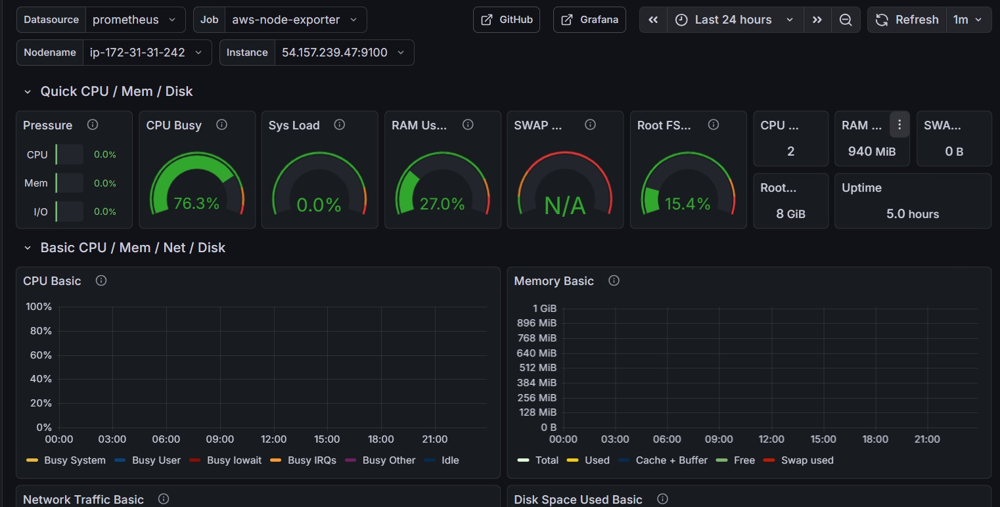 Datasource prometheus Job aws-node-exporter GitHub Grafana Last 24 hours Refresh 1m
Nodename ip-172-31-31-242 Instance 54.157.239.47:9100
Quick CPU / Mem / Disk
Pressure CPU Busy Sys Load RAM Us... SWAP ... Root FS... CPU ... RAM ... SWA...
CPU 0.0%
Mem 0.0%
I/O 0.0%
76.3%
0.0%
27.0%
N/A
15.4%
2
940 MiB
0 B
Root... Uptime
8 GiB 5.0 hours
Basic CPU / Mem / Net / Disk
CPU Basic
100%
80%
60%
40%
20%
0%
00:00 03:00 06:00 09:00 12:00 15:00 18:00 21:00
Busy System Busy User Busy Iowait Busy IRQs Busy Other Idle
Memory Basic
1 GiB
896 MiB
768 MiB
640 MiB
512 MiB
384 MiB
256 MiB
128 MiB
0 B
00:00 03:00 06:00 09:00 12:00 15:00 18:00 21:00
Total Used Cache + Buffer Free Swap used
Network Traffic Basic
Disk Space Used Basic